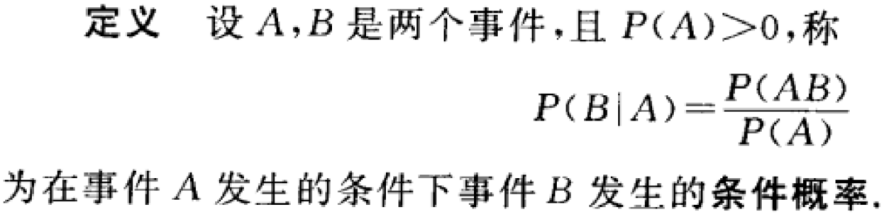 定义 设 A,B 是两个事件,且 P(A)>0,称
P(B|A)=P(AB)/P(A)
为在事件 A 发生的条件下事件 B 发生的条件概率.